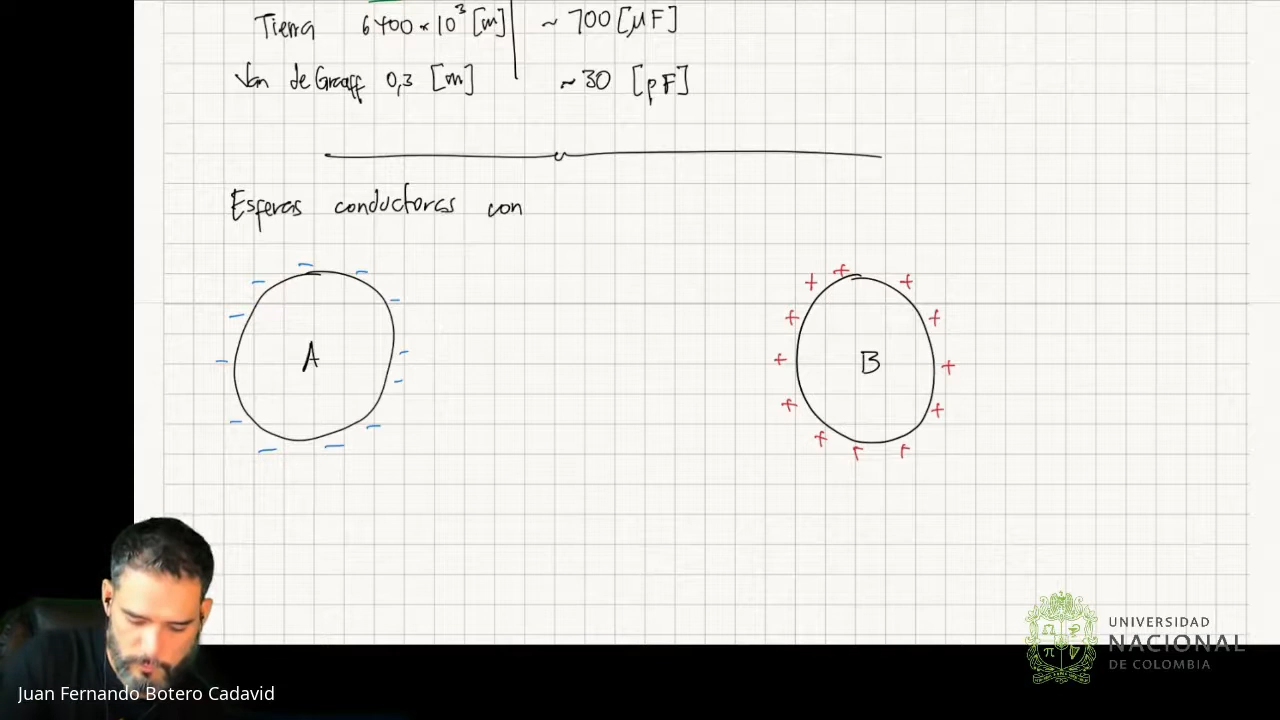 Tierra 6400 × 10³ [m] ~ 700 [μF]
Van de Graaff 0,3 [m] ~30 [pF]
Esferas conductoras con
A
B
UNIVERSIDAD
NACIONAL
DE COLOMBIA
Juan Fernando Botero Cadavid